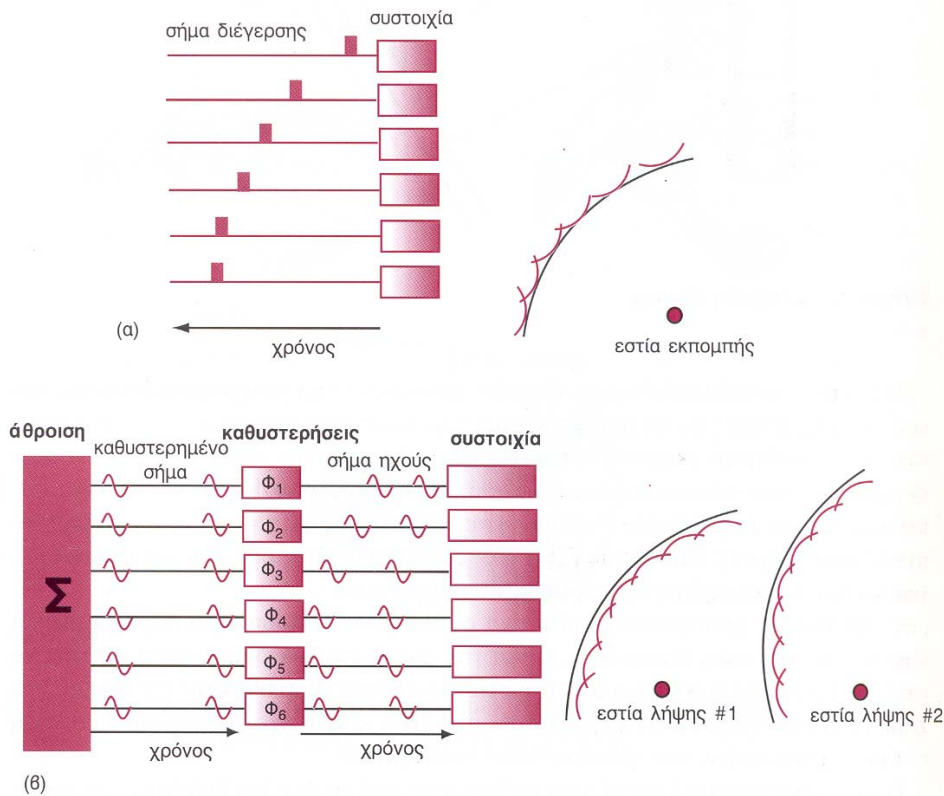 σήμα διέγερσης
συστοιχία
(α)
χρόνος
εστία εκπομπής
άθροιση
καθυστερημένο
σήμα
καθυστερήσεις
σήμα ηχούς
συστοιχία
Σ
Φ1
Φ2
Φ3
Φ4
Φ5
Φ6
χρόνος
χρόνος
εστία λήψης #1
εστία λήψης #2
(β)